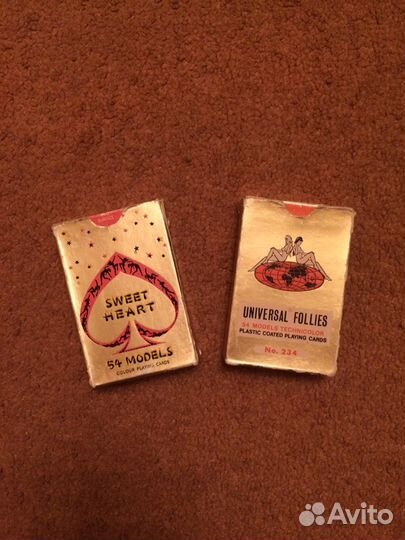 SWEET
HEART
54 MODELS
COLOUR PLAYING CARDS
UNIVERSAL FOLLIES
54 MODELS TECHNICOLOR
PLASTIC COATED PLAYING CARDS
No. 234
Avito